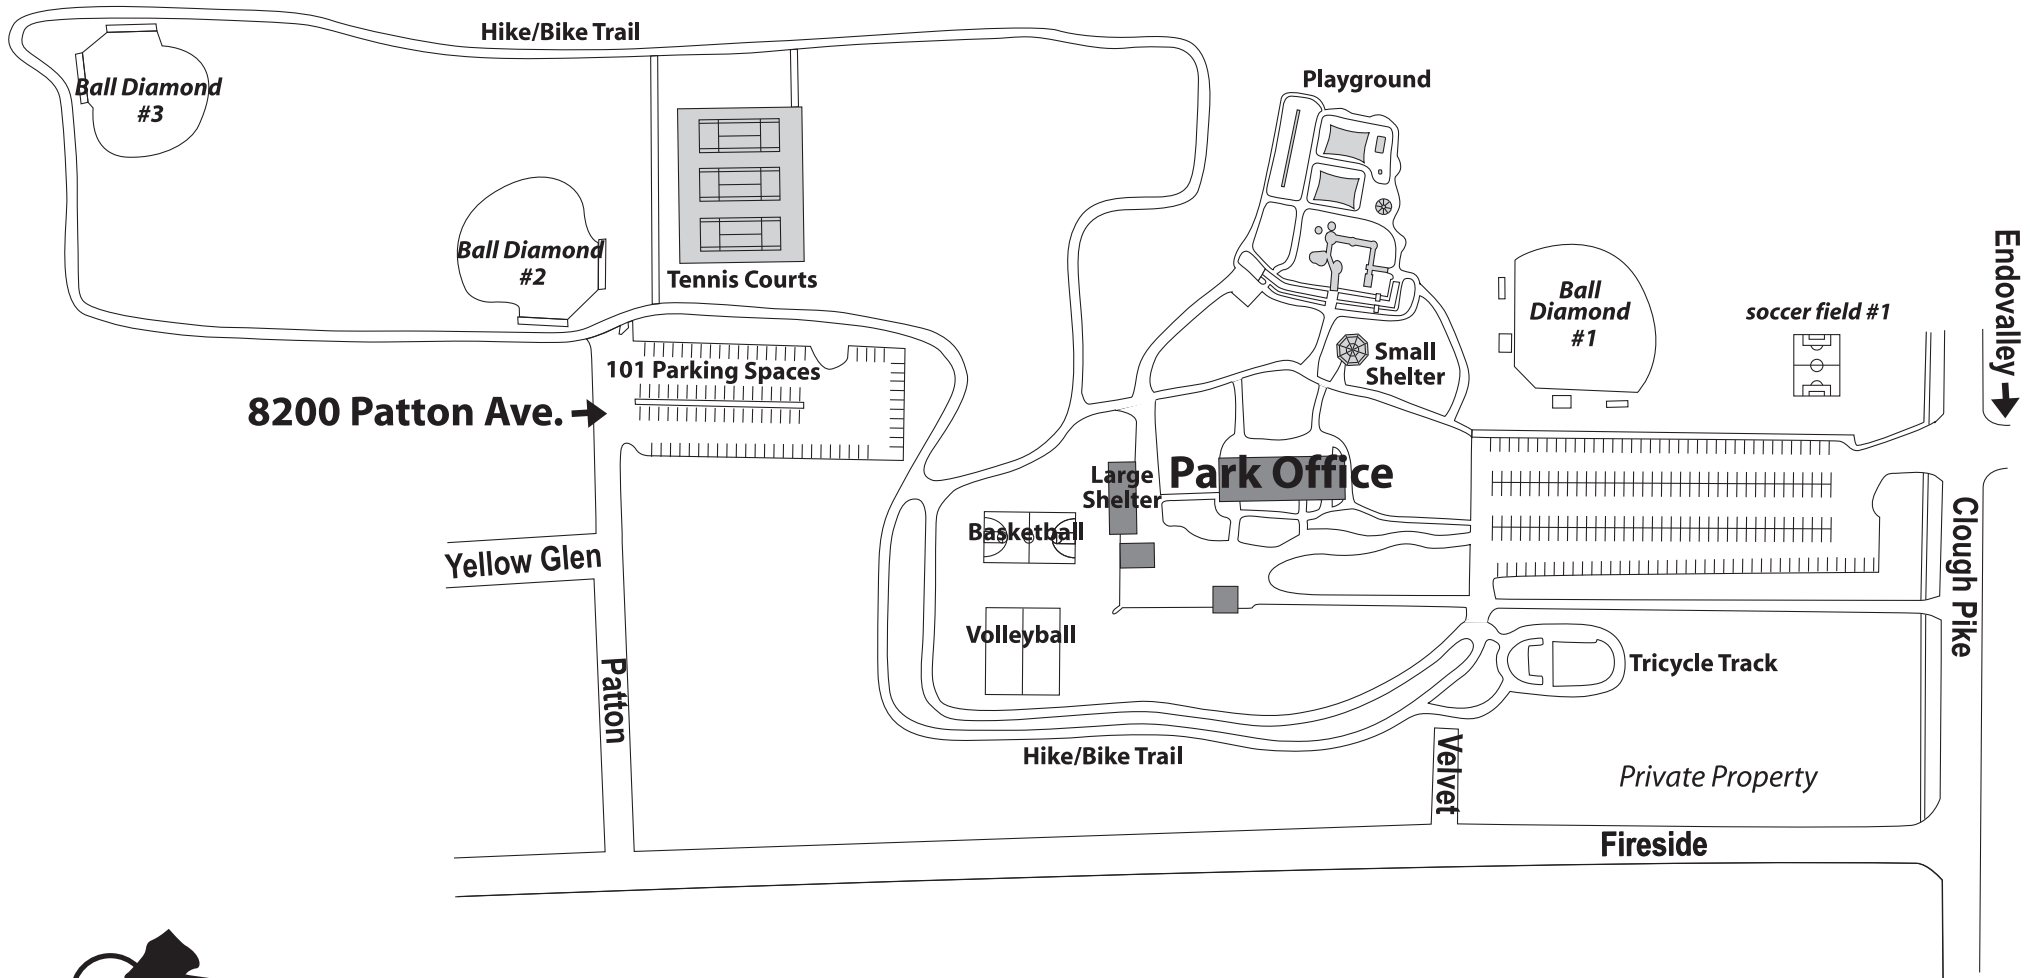 Hike/Bike Trail
Playground
Ball Diamond
#3
Ball Diamond
#2
Tennis Courts
Ball
Diamond
#1
soccer field #1
Endovalley
Small
Shelter
101 Parking Spaces
8200 Patton Ave.
Large
Shelter
Park Office
Basketball
Yellow Glen
Clough Pike
Volleyball
Patton
Tricycle Track
Hike/Bike Trail
Velvet
Private Property
Fireside